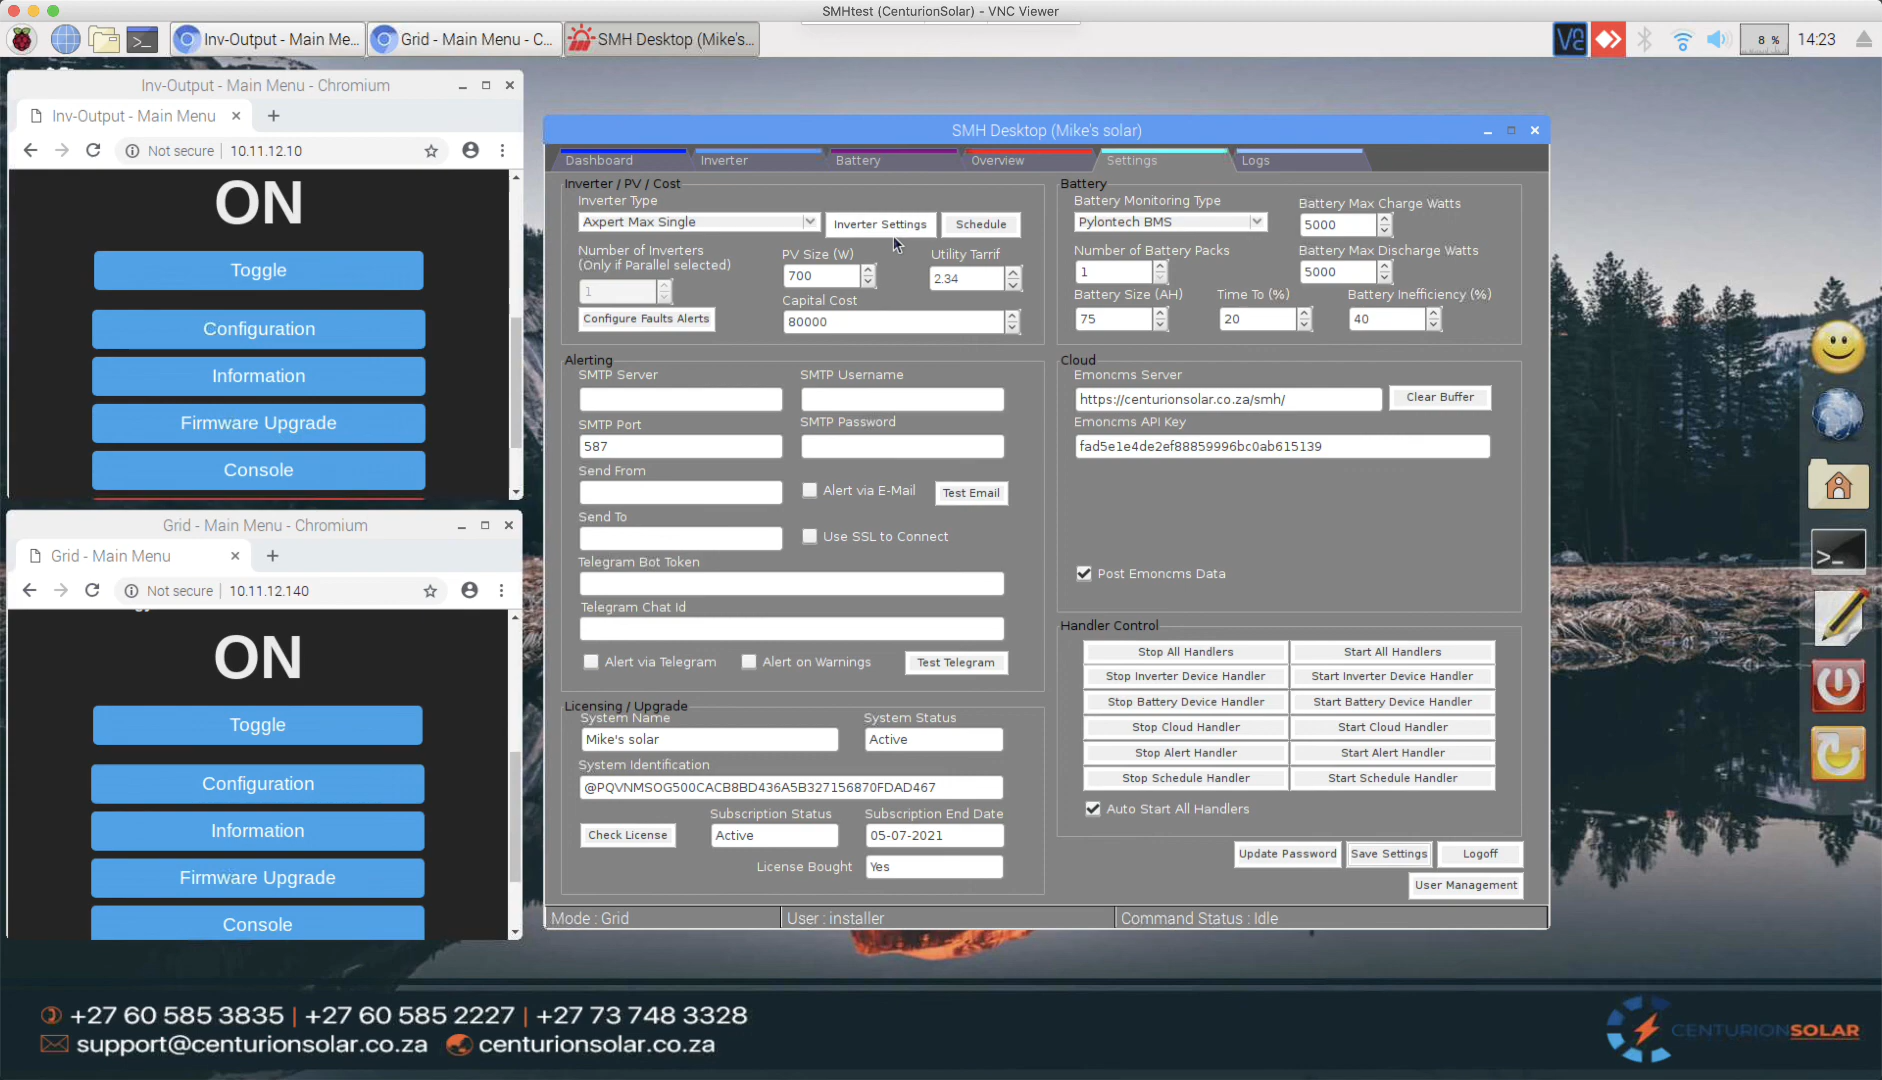 SMHtest (CenturionSolar) - VNC Viewer
Inv-Output - Main Me...
Grid - Main Menu - C...
SMH Desktop (Mike's...
8 %
14:23
Inv-Output - Main Menu - Chromium
Inv-Output - Main Menu
Not secure | 10.11.12.10
ON
Toggle
Configuration
Information
Firmware Upgrade
Console
Grid - Main Menu - Chromium
Grid - Main Menu
Not secure | 10.11.12.140
ON
Toggle
Configuration
Information
Firmware Upgrade
Console
SMH Desktop (Mike's solar)
Dashboard
Inverter
Battery
Overview
Settings
Logs
Inverter / PV / Cost
Inverter Type
Axpert Max Single
Inverter Settings
Schedule
Number of Inverters
(Only if Parallel selected)
1
PV Size (W)
700
Utility Tarrif
2.34
Configure Faults Alerts
Capital Cost
80000
Battery
Battery Monitoring Type
Pylontech BMS
Battery Max Charge Watts
5000
Number of Battery Packs
1
Battery Max Discharge Watts
5000
Battery Size (AH)
75
Time To (%)
20
Battery Inefficiency (%)
40
Alerting
SMTP Server
SMTP Username
SMTP Port
587
SMTP Password
Send From
Alert via E-Mail
Test Email
Send To
Use SSL to Connect
Telegram Bot Token
Telegram Chat Id
Alert via Telegram
Alert on Warnings
Test Telegram
Cloud
Emoncms Server
https://centurionsolar.co.za/smh/
Clear Buffer
Emoncms API Key
fad5e1e4de2ef88859996bc0ab615139
Post Emoncms Data
Licensing / Upgrade
System Name
Mike's solar
System Status
Active
System Identification
@PQVNMSOG500CACB8BD436A5B327156870FDAD467
Check License
Subscription Status
Active
Subscription End Date
05-07-2021
License Bought
Yes
Handler Control
Stop All Handlers
Start All Handlers
Stop Inverter Device Handler
Start Inverter Device Handler
Stop Battery Device Handler
Start Battery Device Handler
Stop Cloud Handler
Start Cloud Handler
Stop Alert Handler
Start Alert Handler
Stop Schedule Handler
Start Schedule Handler
Auto Start All Handlers
Update Password
Save Settings
Logoff
User Management
Mode : Grid
User : installer
Command Status : Idle
+27 60 585 3835 | +27 60 585 2227 | +27 73 748 3328
support@centurionsolar.co.za
centurionsolar.co.za
CENTURIONSOLAR